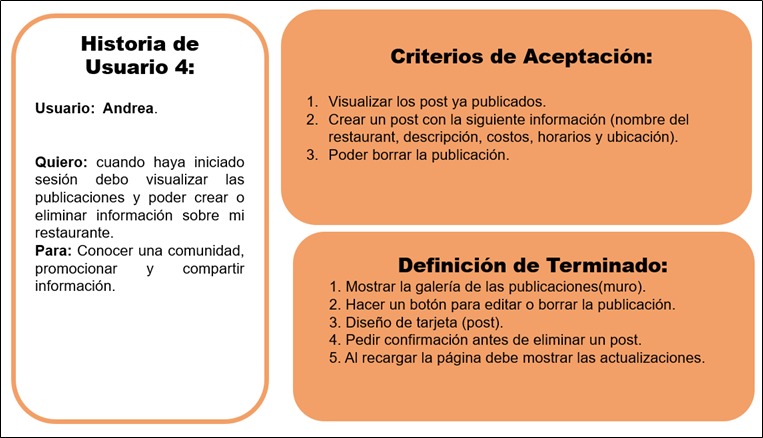 Historia de
Usuario 4:
Usuario: Andrea.
Quiero: cuando haya iniciado
sesión debo visualizar las
publicaciones y poder crear o
eliminar información sobre mi
restaurante.
Para: Conocer una comunidad,
promocionar y compartir
información.
Criterios de Aceptación:
1. Visualizar los post ya publicados.
2. Crear un post con la siguiente información (nombre del
restaurant, descripción, costos, horarios y ubicación).
3. Poder borrar la publicación.
Definición de Terminado:
1. Mostrar la galería de las publicaciones(muro).
2. Hacer un botón para editar o borrar la publicación.
3. Diseño de tarjeta (post).
4. Pedir confirmación antes de eliminar un post.
5. Al recargar la página debe mostrar las actualizaciones.